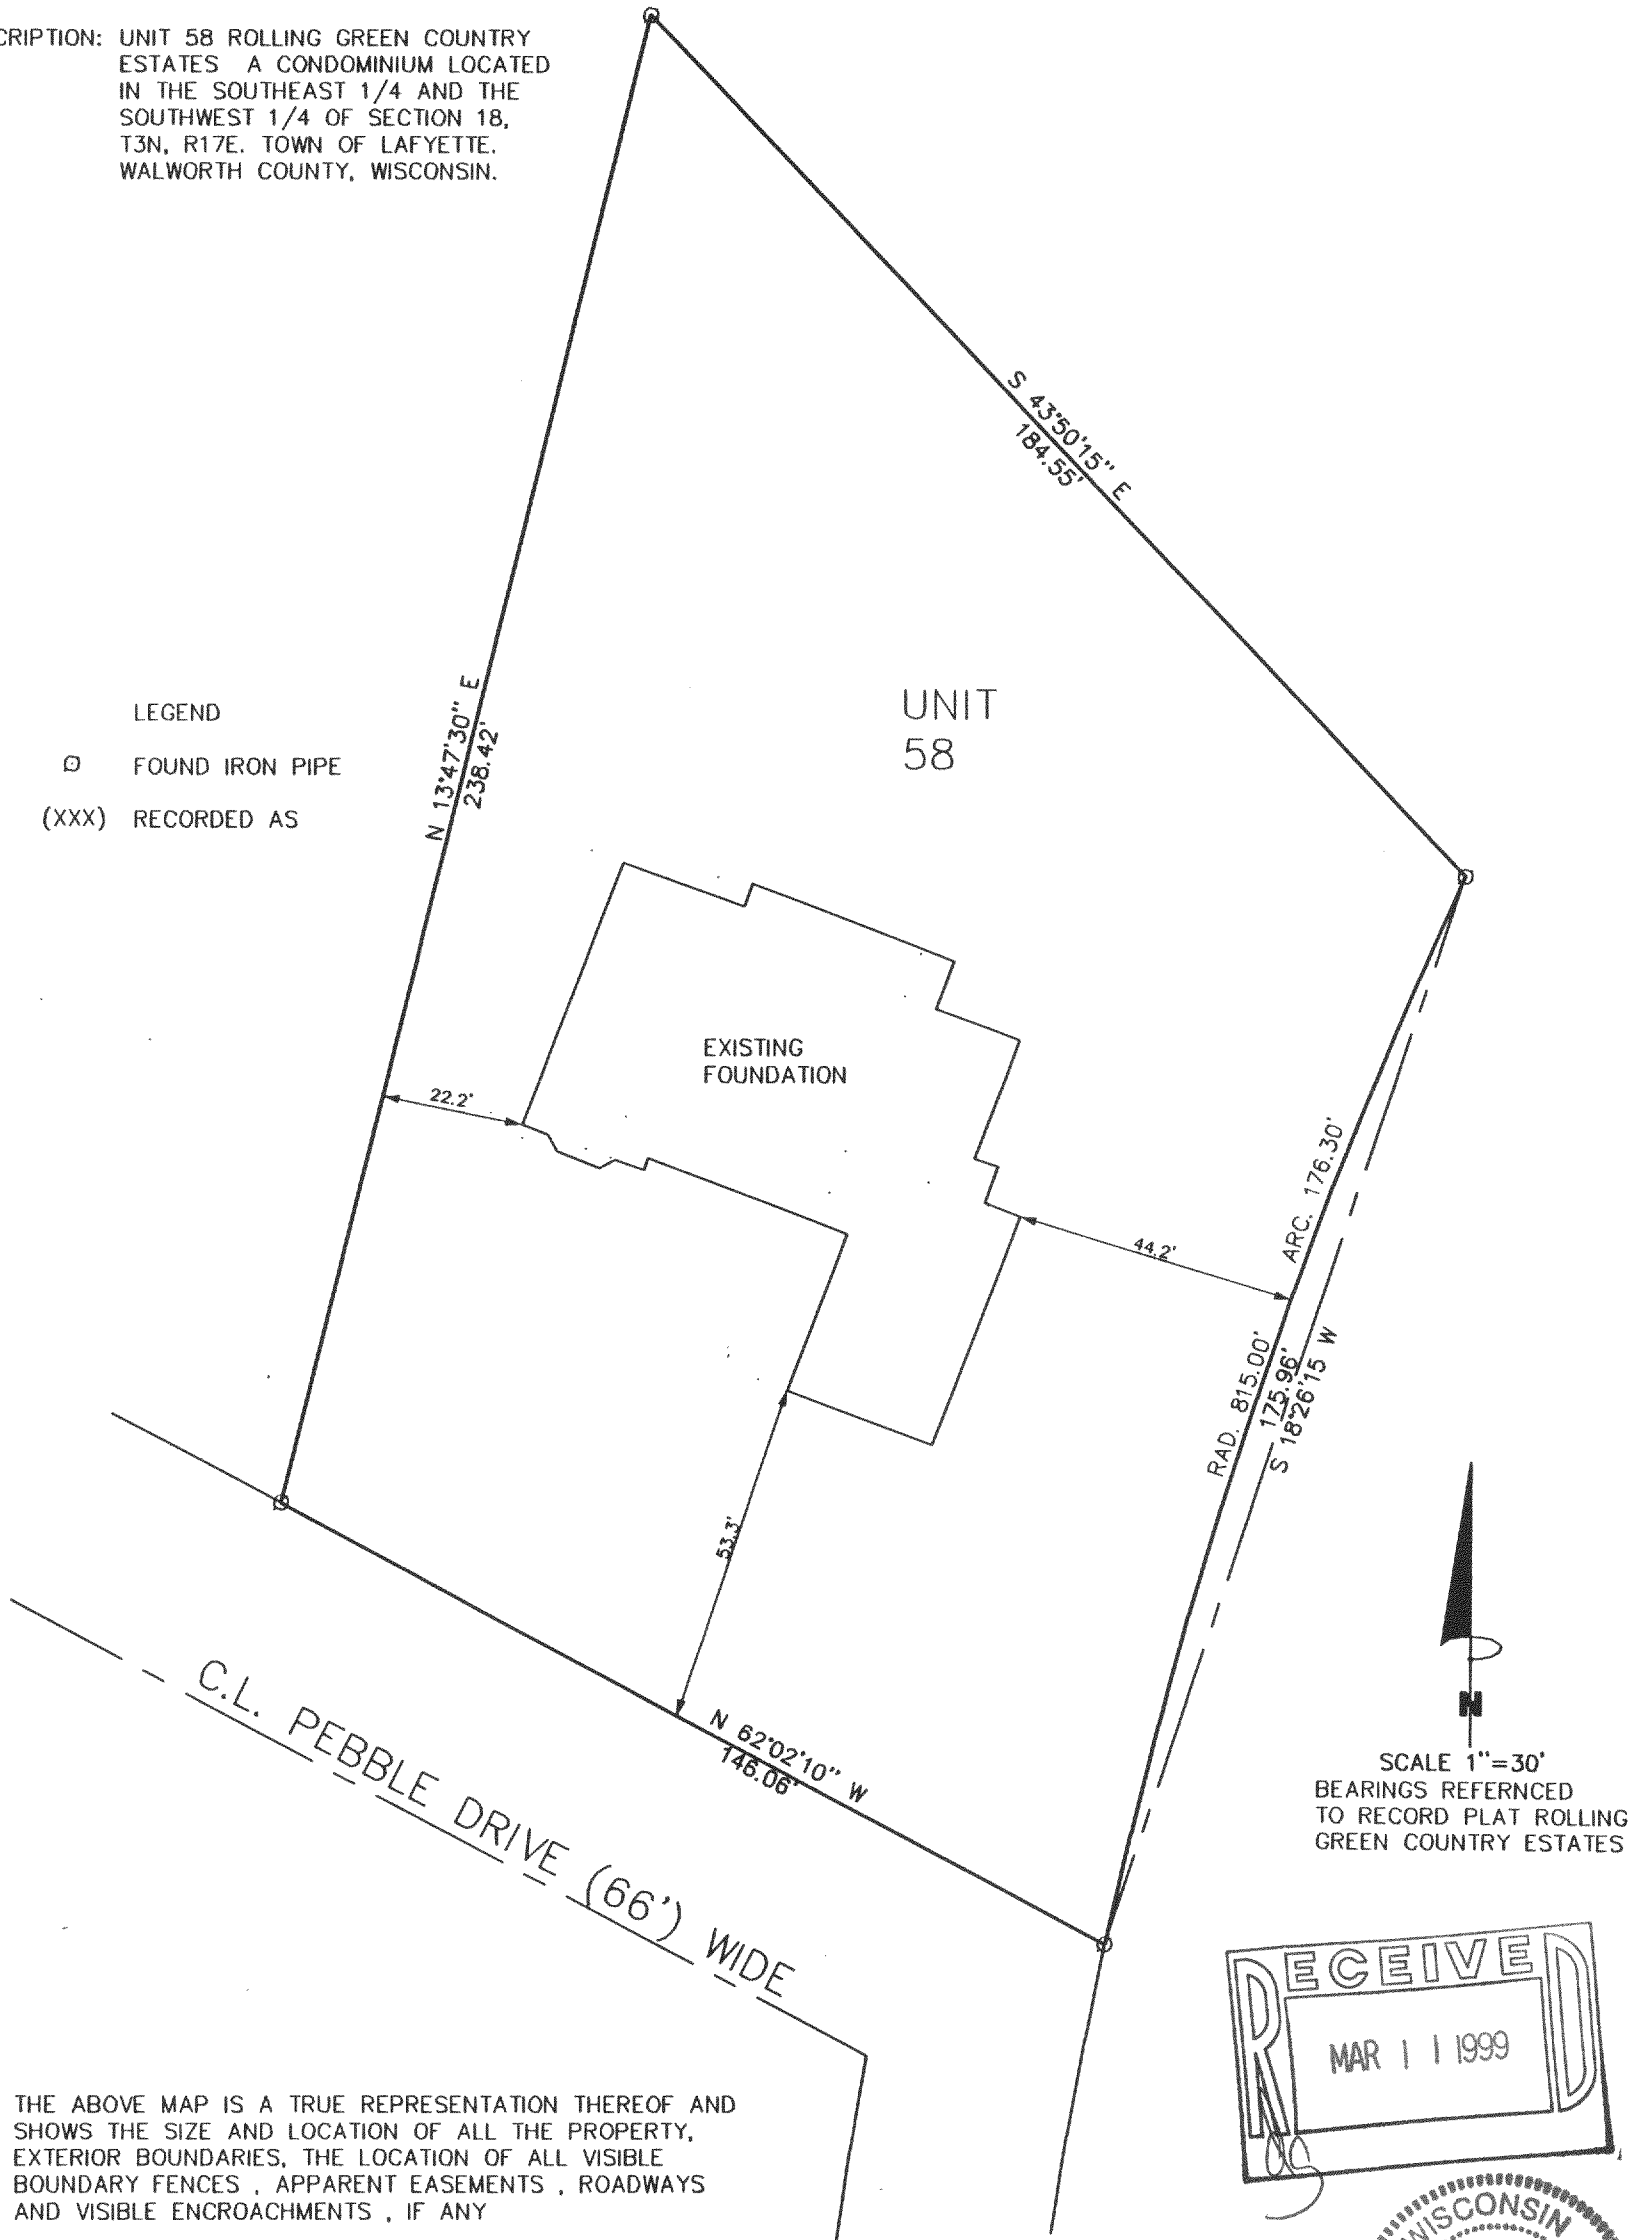 CRIPTION: UNIT 58 ROLLING GREEN COUNTRY
ESTATES A CONDOMINIUM LOCATED
IN THE SOUTHEAST 1/4 AND THE
SOUTHWEST 1/4 OF SECTION 18,
T3N, R17E. TOWN OF LAFYETTE.
WALWORTH COUNTY, WISCONSIN.
S 43°50'15" E
184.55'
LEGEND
FOUND IRON PIPE
(XXX) RECORDED AS
N 13°47'30" E
238.42'
UNIT
58
EXISTING
FOUNDATION
22.2'
44.2'
ARC. 176.30'
RAD. 815.00'
175.96'
S 18°26'15 W
53.3'
N 62°02'10" W
146.06'
C.L. PEBBLE DRIVE (66') WIDE
N
SCALE 1"=30'
BEARINGS REFERNCED
TO RECORD PLAT ROLLING
GREEN COUNTRY ESTATES
RECEIVED
MAR 11 1999
THE ABOVE MAP IS A TRUE REPRESENTATION THEREOF AND
SHOWS THE SIZE AND LOCATION OF ALL THE PROPERTY,
EXTERIOR BOUNDARIES, THE LOCATION OF ALL VISIBLE
BOUNDARY FENCES , APPARENT EASEMENTS , ROADWAYS
AND VISIBLE ENCROACHMENTS , IF ANY
WISCONSIN